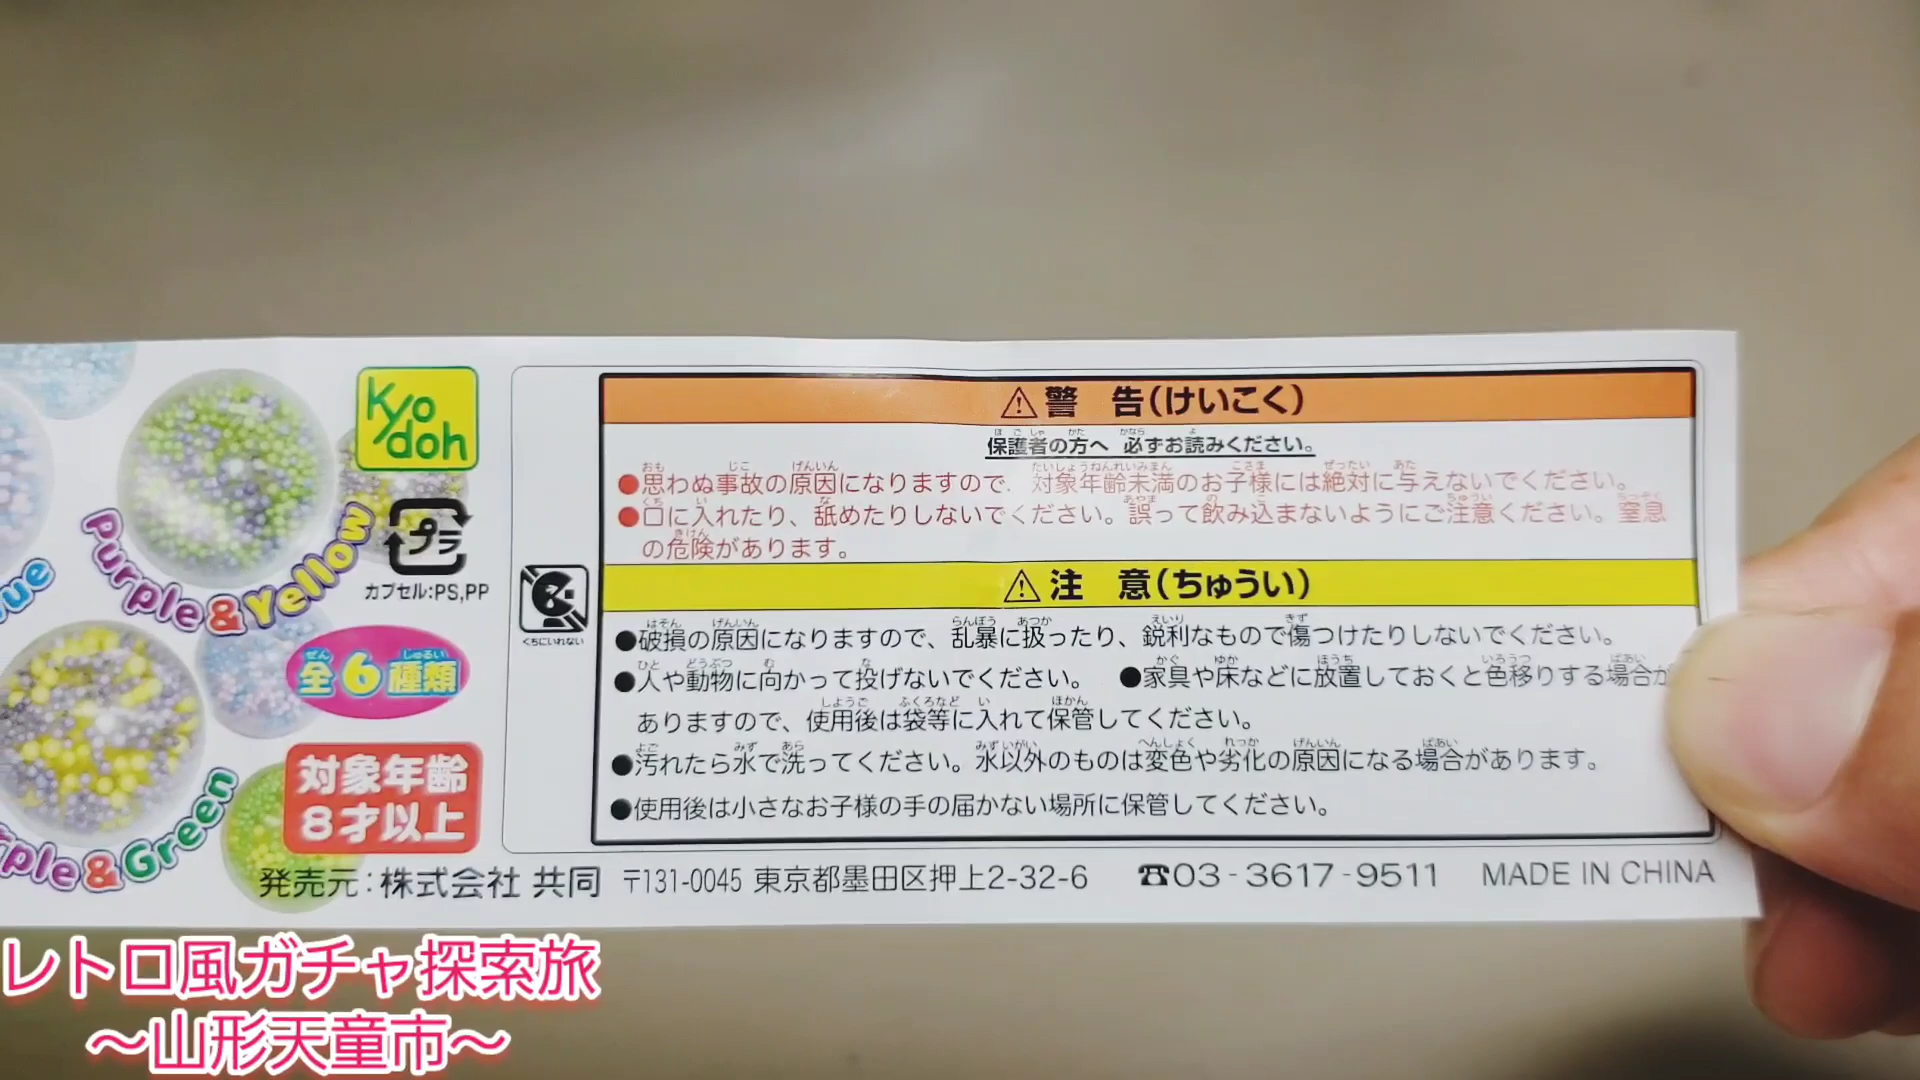 Kyo
doh
プラ
カプセル:PS,PP
ue
Purple&Yellow
rple&Green
全6種類
対象年齢
8才以上
くちにいれない
⚠警 告(けいこく)
保護者の方へ 必ずお読みください。
●思わぬ事故の原因になりますので、対象年齢未満のお子様には絶対に与えないでください。
●口に入れたり、舐めたりしないでください。誤って飲み込まないようにご注意ください。窒息
の危険があります。
⚠注 意(ちゅうい)
●破損の原因になりますので、乱暴に扱ったり、鋭利なもので傷つけたりしないでください。
●人や動物に向かって投げないでください。 ●家具や床などに放置しておくと色移りする場合が
ありますので、使用後は袋等に入れて保管してください。
●汚れたら水で洗ってください。水以外のものは変色や劣化の原因になる場合があります。
●使用後は小さなお子様の手の届かない場所に保管してください。
発売元:株式会社 共同 〒131-0045 東京都墨田区押上2-32-6 ☎03-3617-9511 MADE IN CHINA
レトロ風ガチャ探索旅
～山形天童市～